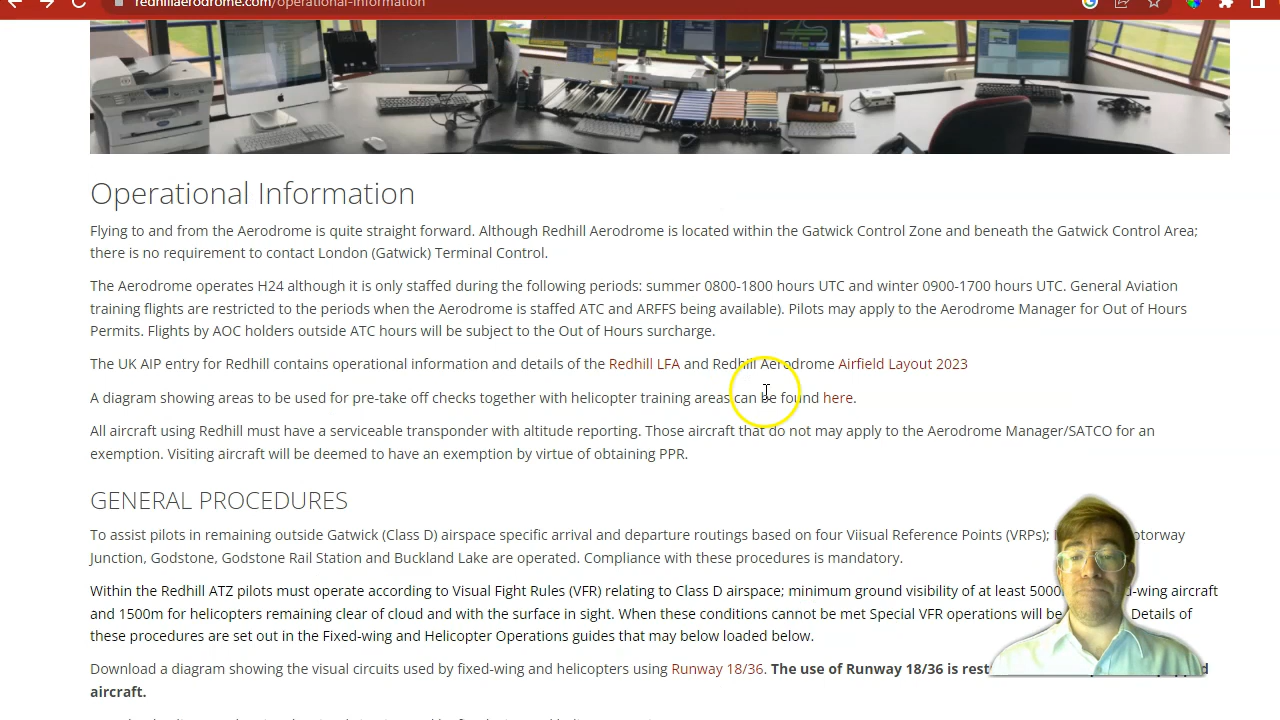 redhillaerodrome.com/operational-information
Operational Information
Flying to and from the Aerodrome is quite straight forward. Although Redhill Aerodrome is located within the Gatwick Control Zone and beneath the Gatwick Control Area;
there is no requirement to contact London (Gatwick) Terminal Control.
The Aerodrome operates H24 although it is only staffed during the following periods: summer 0800-1800 hours UTC and winter 0900-1700 hours UTC. General Aviation
training flights are restricted to the periods when the Aerodrome is staffed ATC and ARFFS being available). Pilots may apply to the Aerodrome Manager for Out of Hours
Permits. Flights by AOC holders outside ATC hours will be subject to the Out of Hours surcharge.
The UK AIP entry for Redhill contains operational information and details of the Redhill LFA and Redhill Aerodrome Airfield Layout 2023
A diagram showing areas to be used for pre-take off checks together with helicopter training areas can be found here.
All aircraft using Redhill must have a serviceable transponder with altitude reporting. Those aircraft that do not may apply to the Aerodrome Manager/SATCO for an
exemption. Visiting aircraft will be deemed to have an exemption by virtue of obtaining PPR.
GENERAL PROCEDURES
To assist pilots in remaining outside Gatwick (Class D) airspace specific arrival and departure routings based on four Viisual Reference Points (VRPs); otorway
Junction, Godstone, Godstone Rail Station and Buckland Lake are operated. Compliance with these procedures is mandatory.
Within the Redhill ATZ pilots must operate according to Visual Fight Rules (VFR) relating to Class D airspace; minimum ground visibility of at least 5000 d-wing aircraft
and 1500m for helicopters remaining clear of cloud and with the surface in sight. When these conditions cannot be met Special VFR operations will be Details of
these procedures are set out in the Fixed-wing and Helicopter Operations guides that may below loaded below.
Download a diagram showing the visual circuits used by fixed-wing and helicopters using Runway 18/36. The use of Runway 18/36 is rest
aircraft.